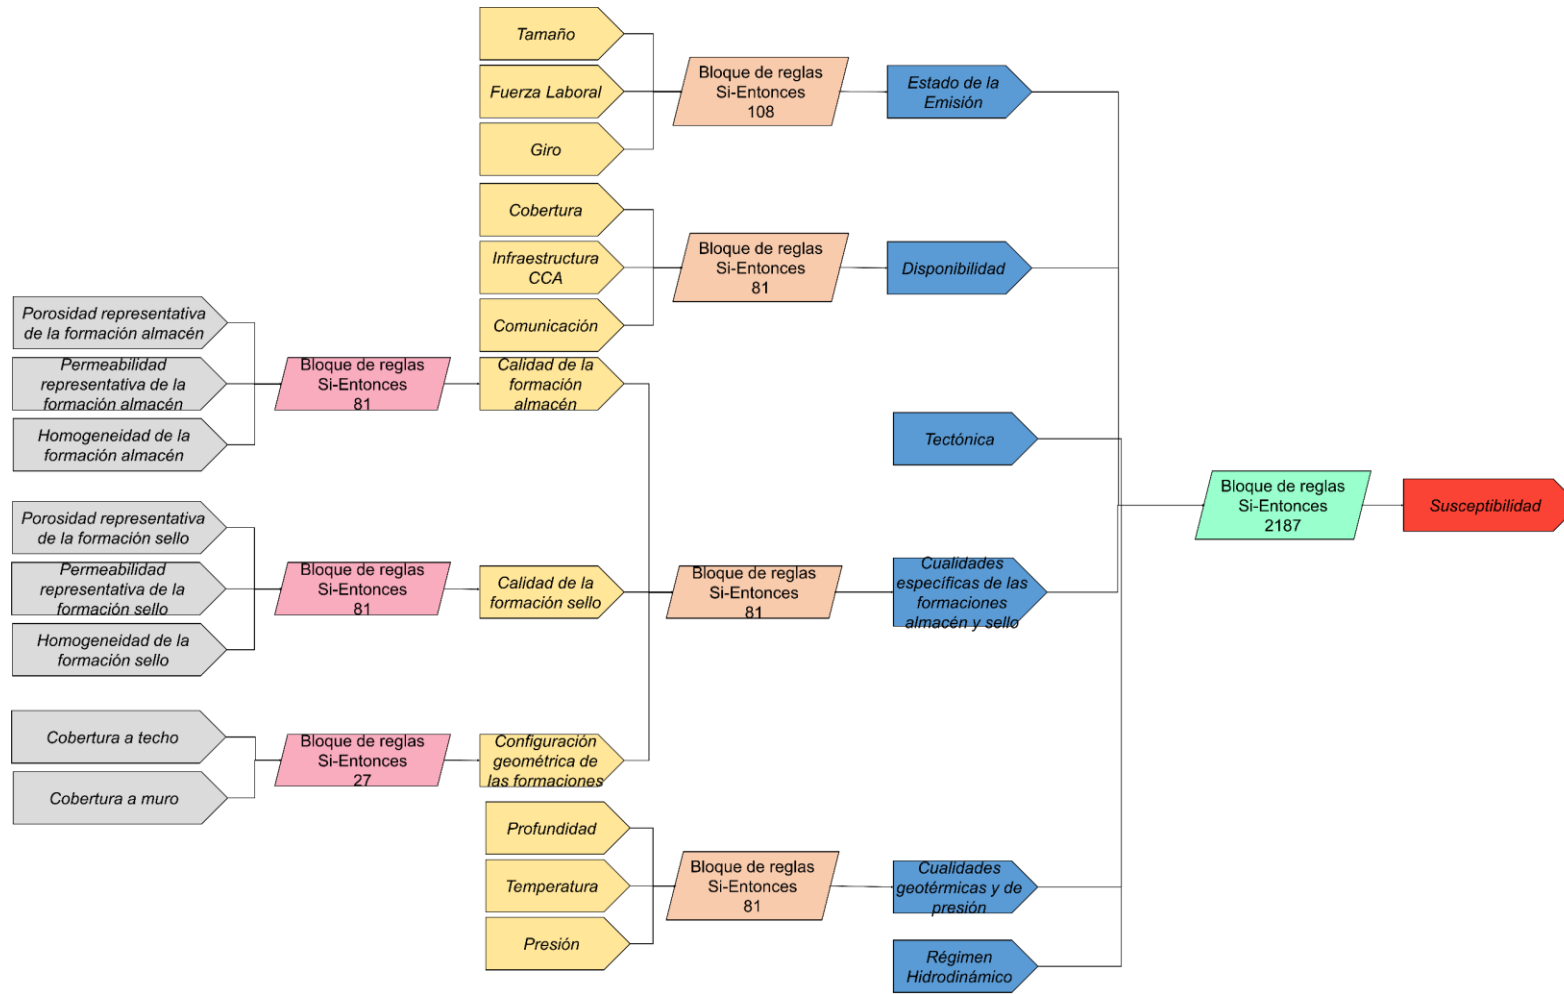 Tamaño
Fuerza Laboral
Giro
Bloque de reglas
Si-Entonces
108
Estado de la
Emisión
Cobertura
Infraestructura
CCA
Comunicación
Bloque de reglas
Si-Entonces
81
Disponibilidad
Porosidad representativa
de la formación almacén
Permeabilidad
representativa de la
formación almacén
Homogeneidad de la
formación almacén
Bloque de reglas
Si-Entonces
81
Calidad de la
formación
almacén
Tectónica
Porosidad representativa
de la formación sello
Permeabilidad
representativa de la
formación sello
Homogeneidad de la
formación sello
Bloque de reglas
Si-Entonces
81
Calidad de la
formación sello
Bloque de reglas
Si-Entonces
81
Cualidades
específicas de las
formaciones
almacén y sello
Bloque de reglas
Si-Entonces
2187
Susceptibilidad
Cobertura a techo
Cobertura a muro
Bloque de reglas
Si-Entonces
27
Configuración
geométrica de
las formaciones
Profundidad
Temperatura
Presión
Bloque de reglas
Si-Entonces
81
Cualidades
geotérmicas y de
presión
Régimen
Hidrodinámico